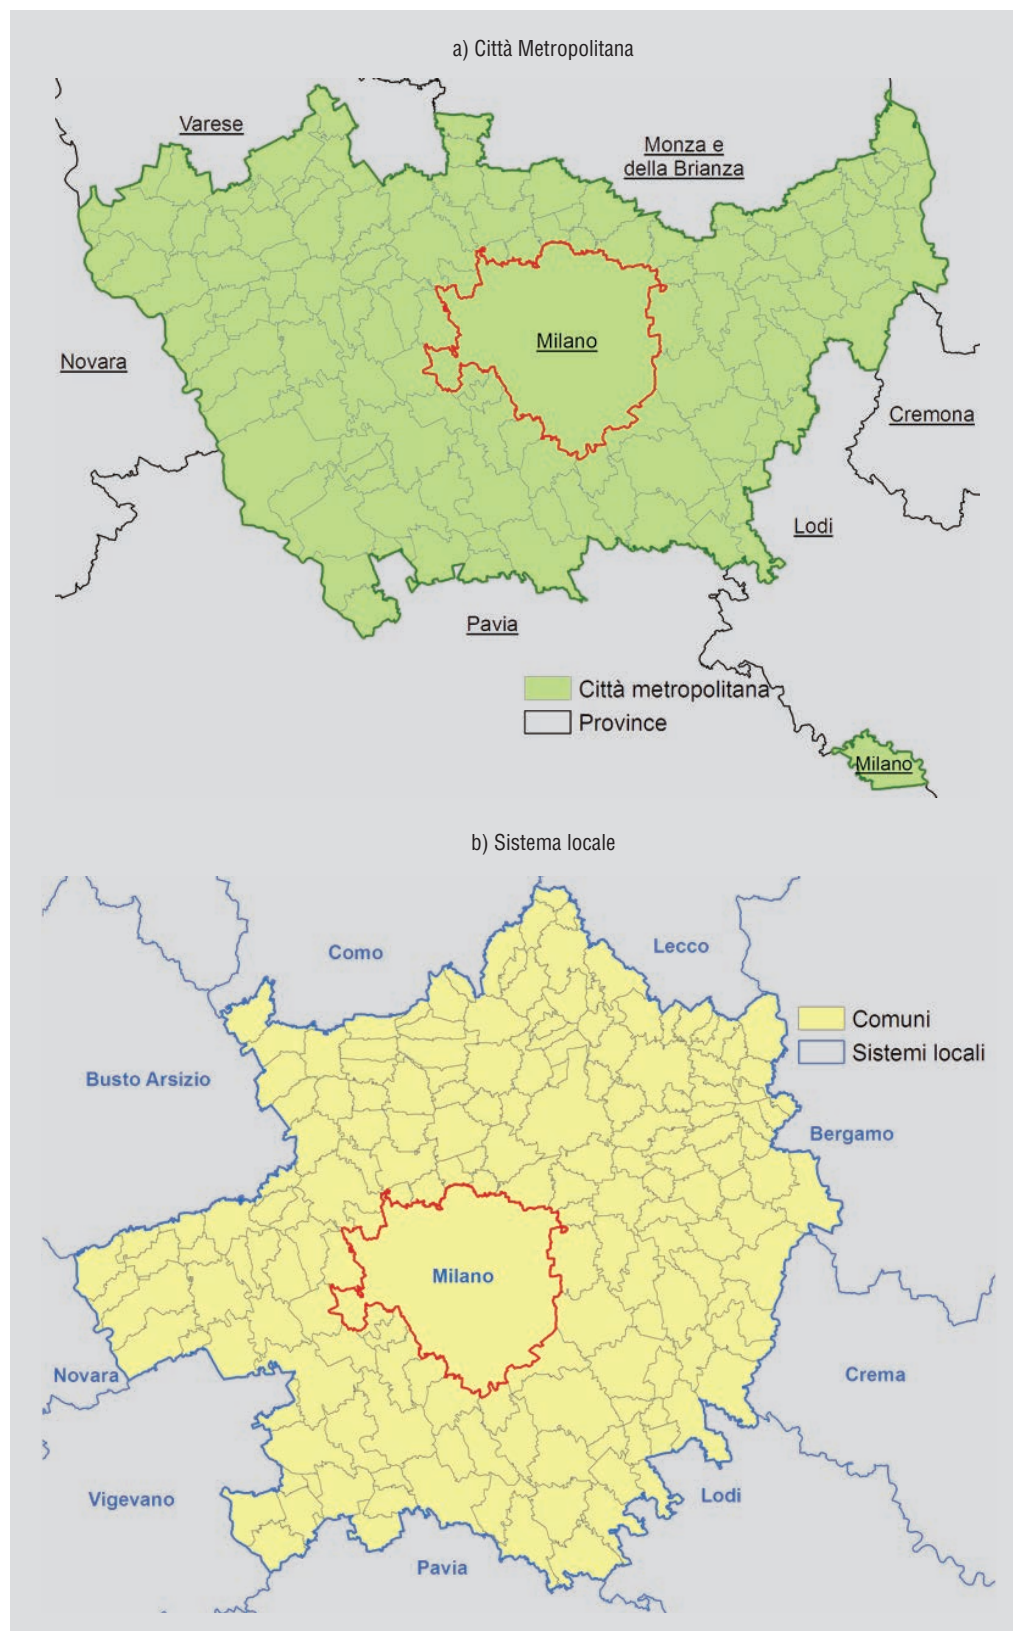 a) Città Metropolitana
Varese
Monza e
della Brianza
Milano
Novara
Cremona
Lodi
Pavia
Città metropolitana
Province
Milano
b) Sistema locale
Como
Lecco
Comuni
Sistemi locali
Busto Arsizio
Bergamo
Milano
Novara
Crema
Vigevano
Lodi
Pavia